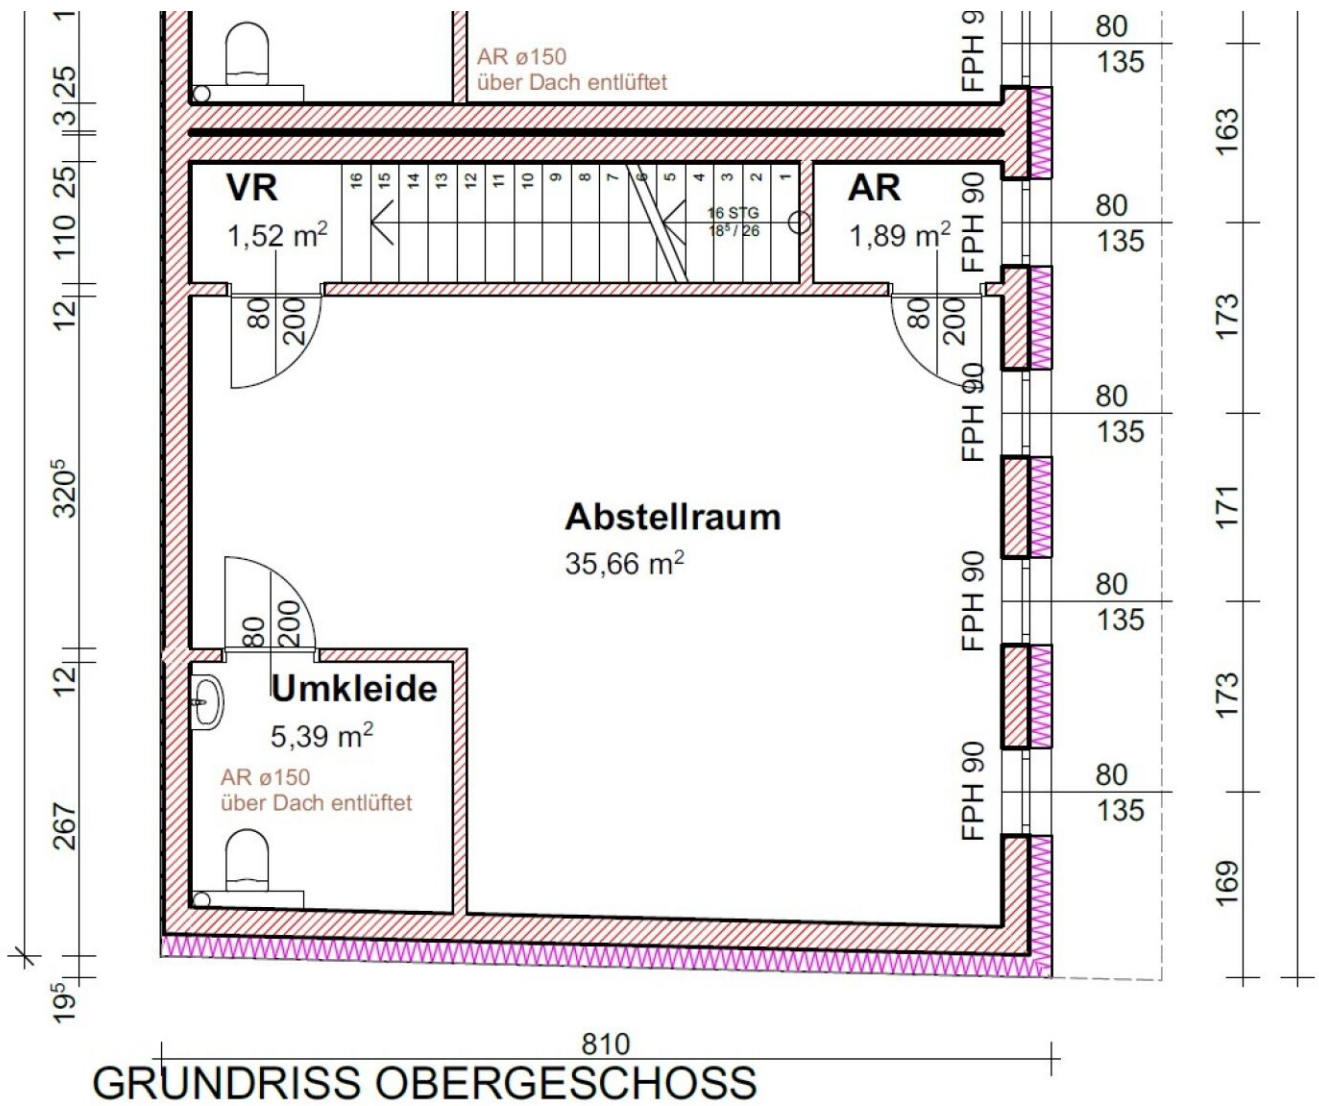 1
25
3
25
110
12
320⁵
12
267
19⁵
AR ø150
über Dach entlüftet
FPH 9
80
135
163
VR
1,52 m²
16 15 14 13 12 11 10 9 8 7 6 5 4 3 2 1
16 STG
18⁵ / 26
AR
1,89 m²
FPH 90
80
135
80
200
80
200
173
FPH 90
80
135
Abstellraum
35,66 m²
171
FPH 90
80
135
80
200
Umkleide
5,39 m²
AR ø150
über Dach entlüftet
173
FPH 90
80
135
169
810
GRUNDRISS OBERGESCHOSS